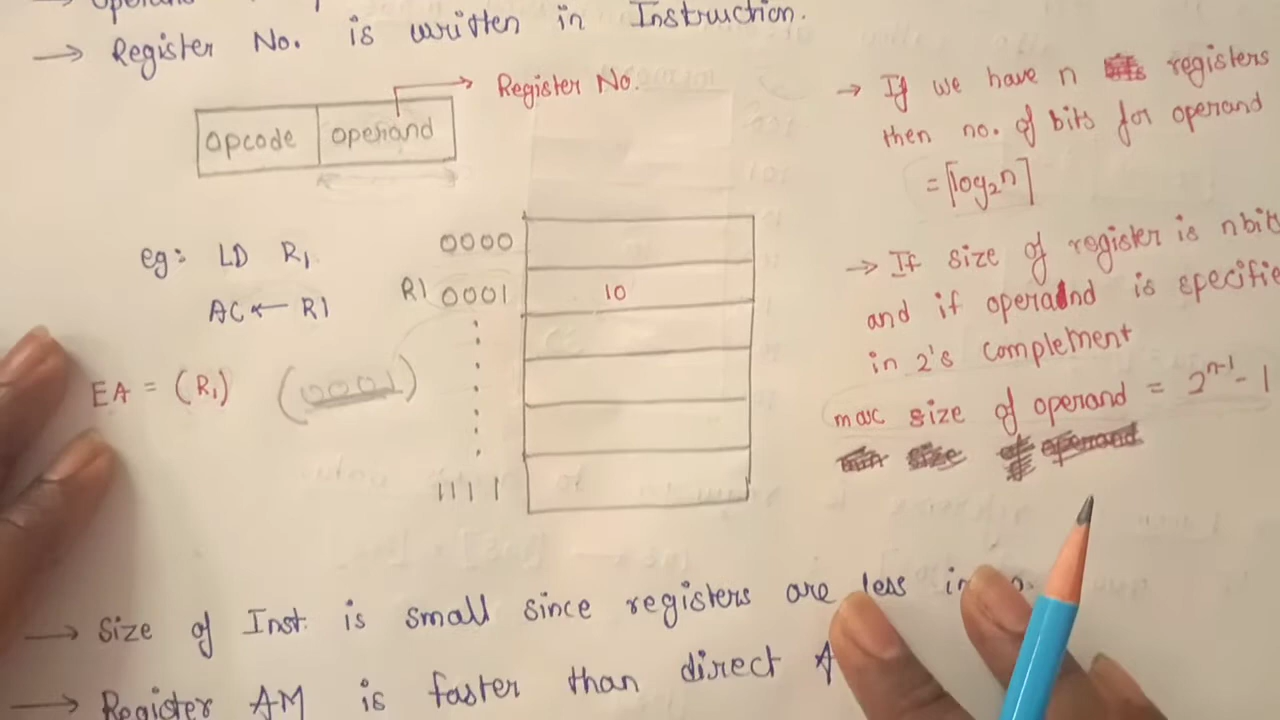 → Register No. is written in Instruction.
Register No.
opcode operand
eg: LD R1
AC ← R1
EA = (R1) (0001)
0000
R1 0001 10
1111
→ If we have n registers
then no. of bits for operand
= ⌈log₂n⌉
→ If size of register is n bits
and if operand is specifie
in 2's complement
max size of operand = 2ⁿ⁻¹ - 1
→ Size of Inst. is small since registers are less in
→ Register AM is faster than direct A